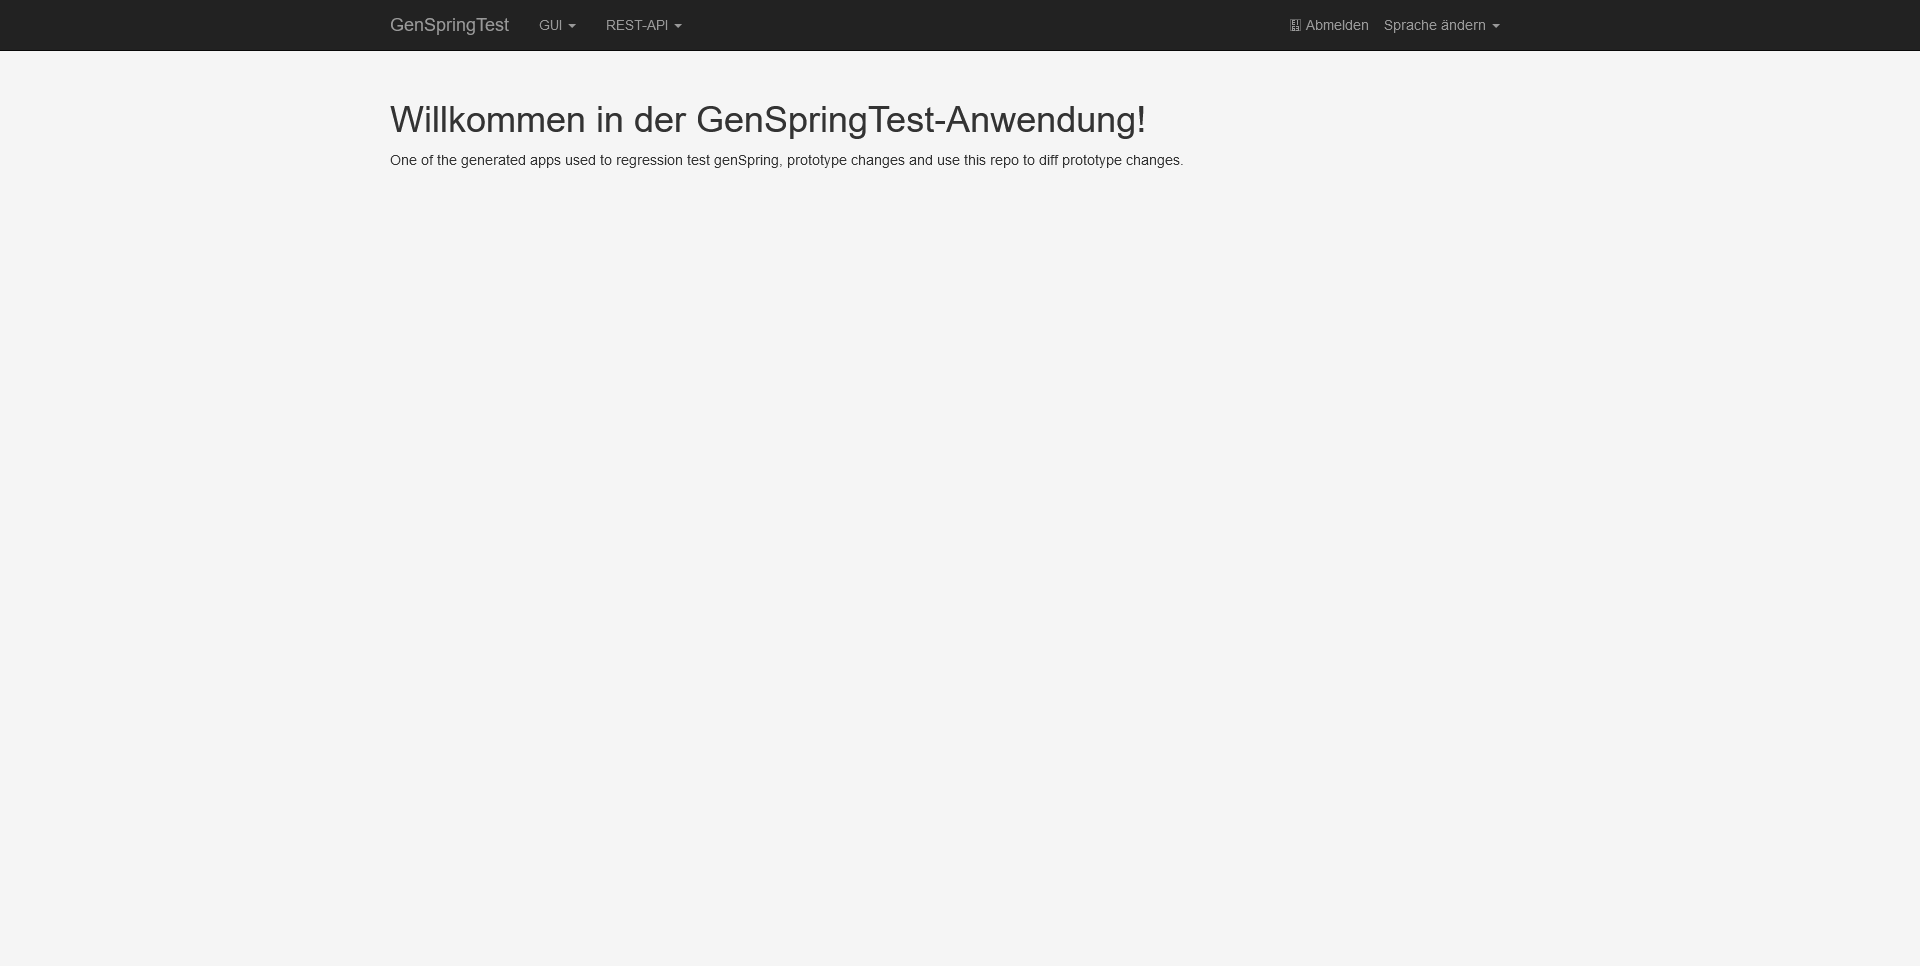 GenSpringTest GUI REST-API Abmelden Sprache ändern
Willkommen in der GenSpringTest-Anwendung!
One of the generated apps used to regression test genSpring, prototype changes and use this repo to diff prototype changes.